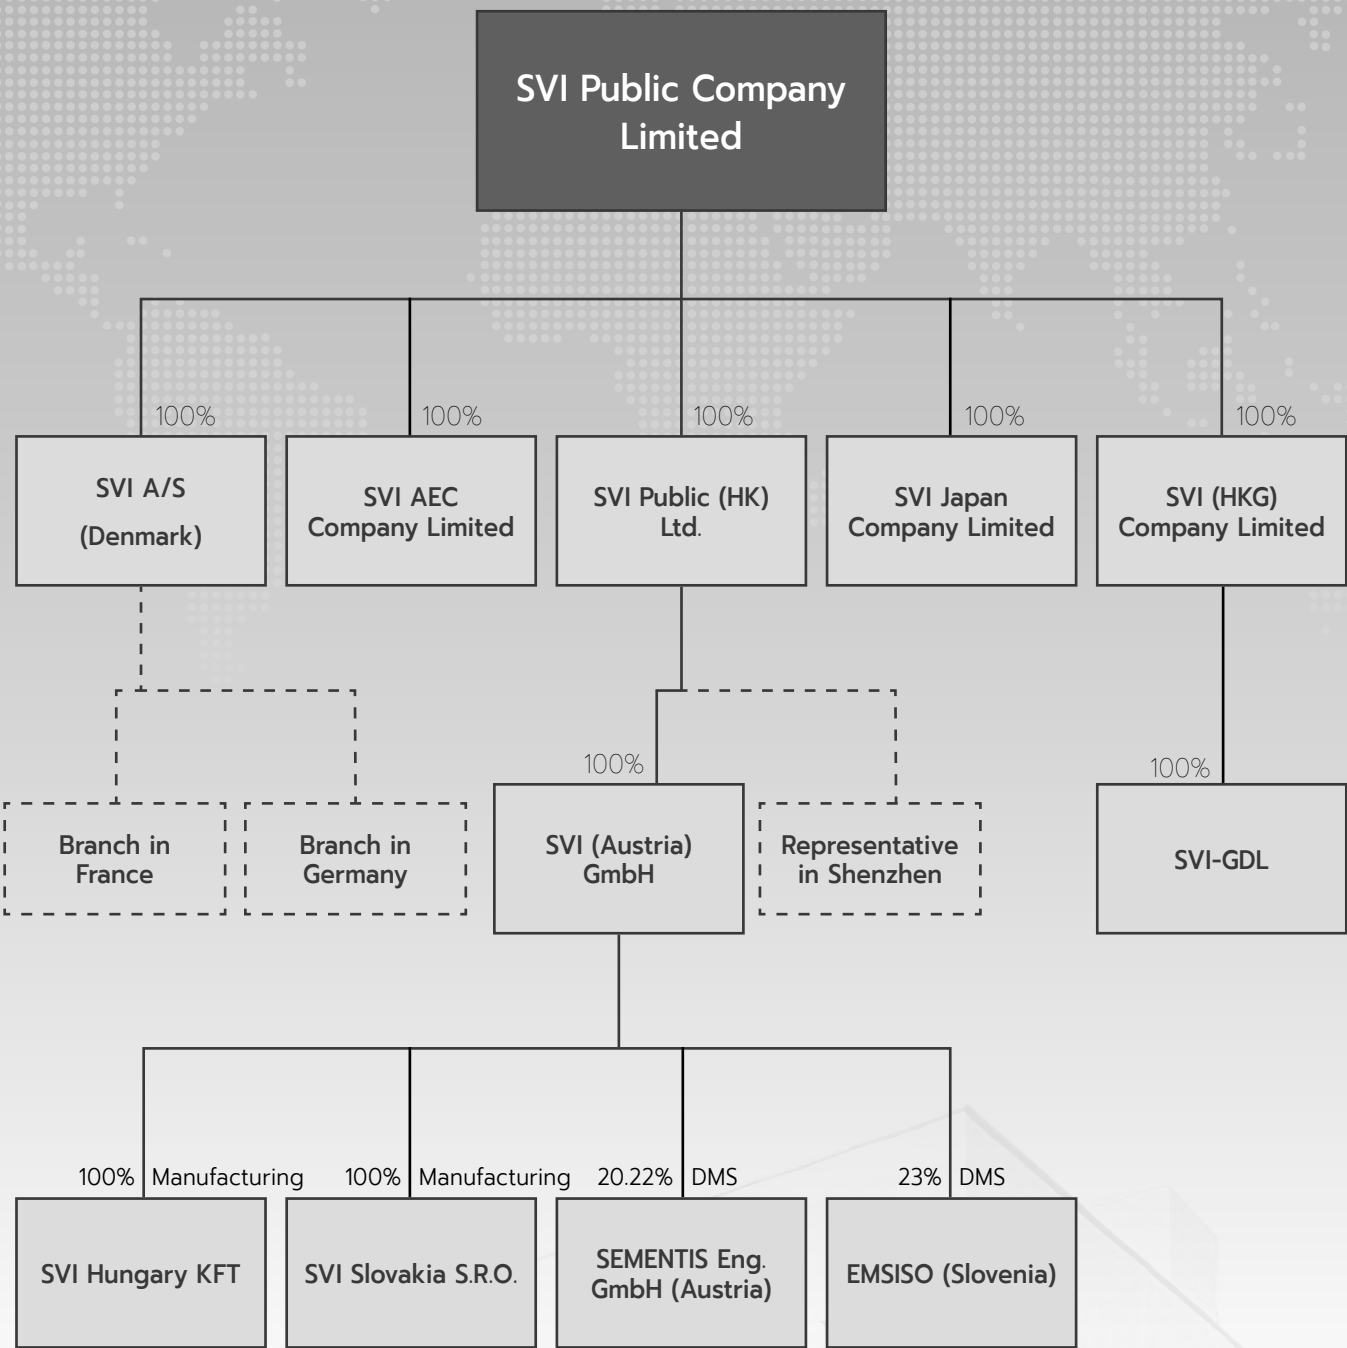 SVI Public Company
Limited
100%
100%
100%
100%
100%
SVI A/S
(Denmark)
SVI AEC
Company Limited
SVI Public (HK)
Ltd.
SVI Japan
Company Limited
SVI (HKG)
Company Limited
100%
100%
Branch in
France
Branch in
Germany
SVI (Austria)
GmbH
Representative
in Shenzhen
SVI-GDL
100% Manufacturing
100% Manufacturing
20.22% DMS
23% DMS
SVI Hungary KFT
SVI Slovakia S.R.O.
SEMENTIS Eng.
GmbH (Austria)
EMSISO (Slovenia)